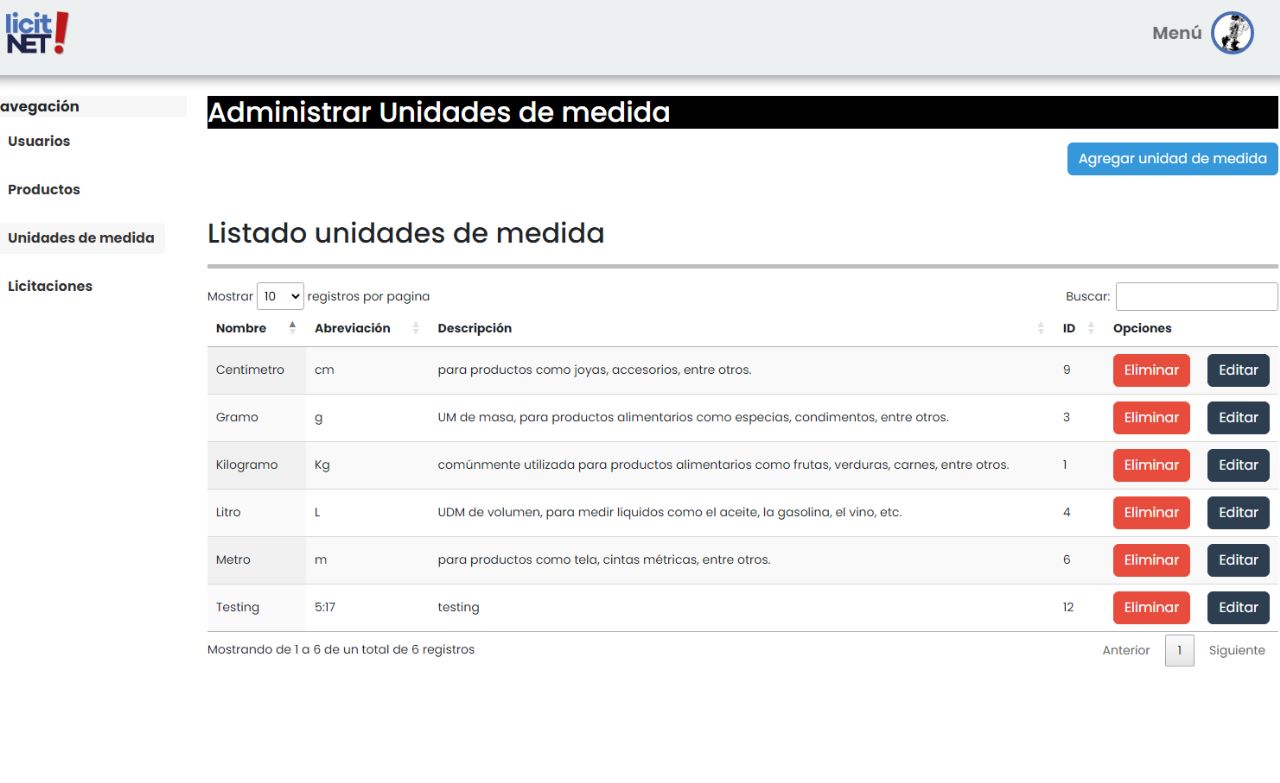 licit
NET!
Menú
avegación
Usuarios
Productos
Unidades de medida
Licitaciones
Administrar Unidades de medida
Agregar unidad de medida
Listado unidades de medida
Mostrar 10 registros por pagina
Buscar:
Nombre Abreviación Descripción ID Opciones
Centímetro cm para productos como joyas, accesorios, entre otros. 9 Eliminar Editar
Gramo g UM de masa, para productos alimentarios como especias, condimentos, entre otros. 3 Eliminar Editar
Kilogramo Kg comúnmente utilizada para productos alimentarios como frutas, verduras, carnes, entre otros. 1 Eliminar Editar
Litro L UDM de volumen, para medir líquidos como el aceite, la gasolina, el vino, etc. 4 Eliminar Editar
Metro m para productos como tela, cintas métricas, entre otros. 6 Eliminar Editar
Testing 5:17 testing 12 Eliminar Editar
Mostrando de 1 a 6 de un total de 6 registros
Anterior 1 Siguiente